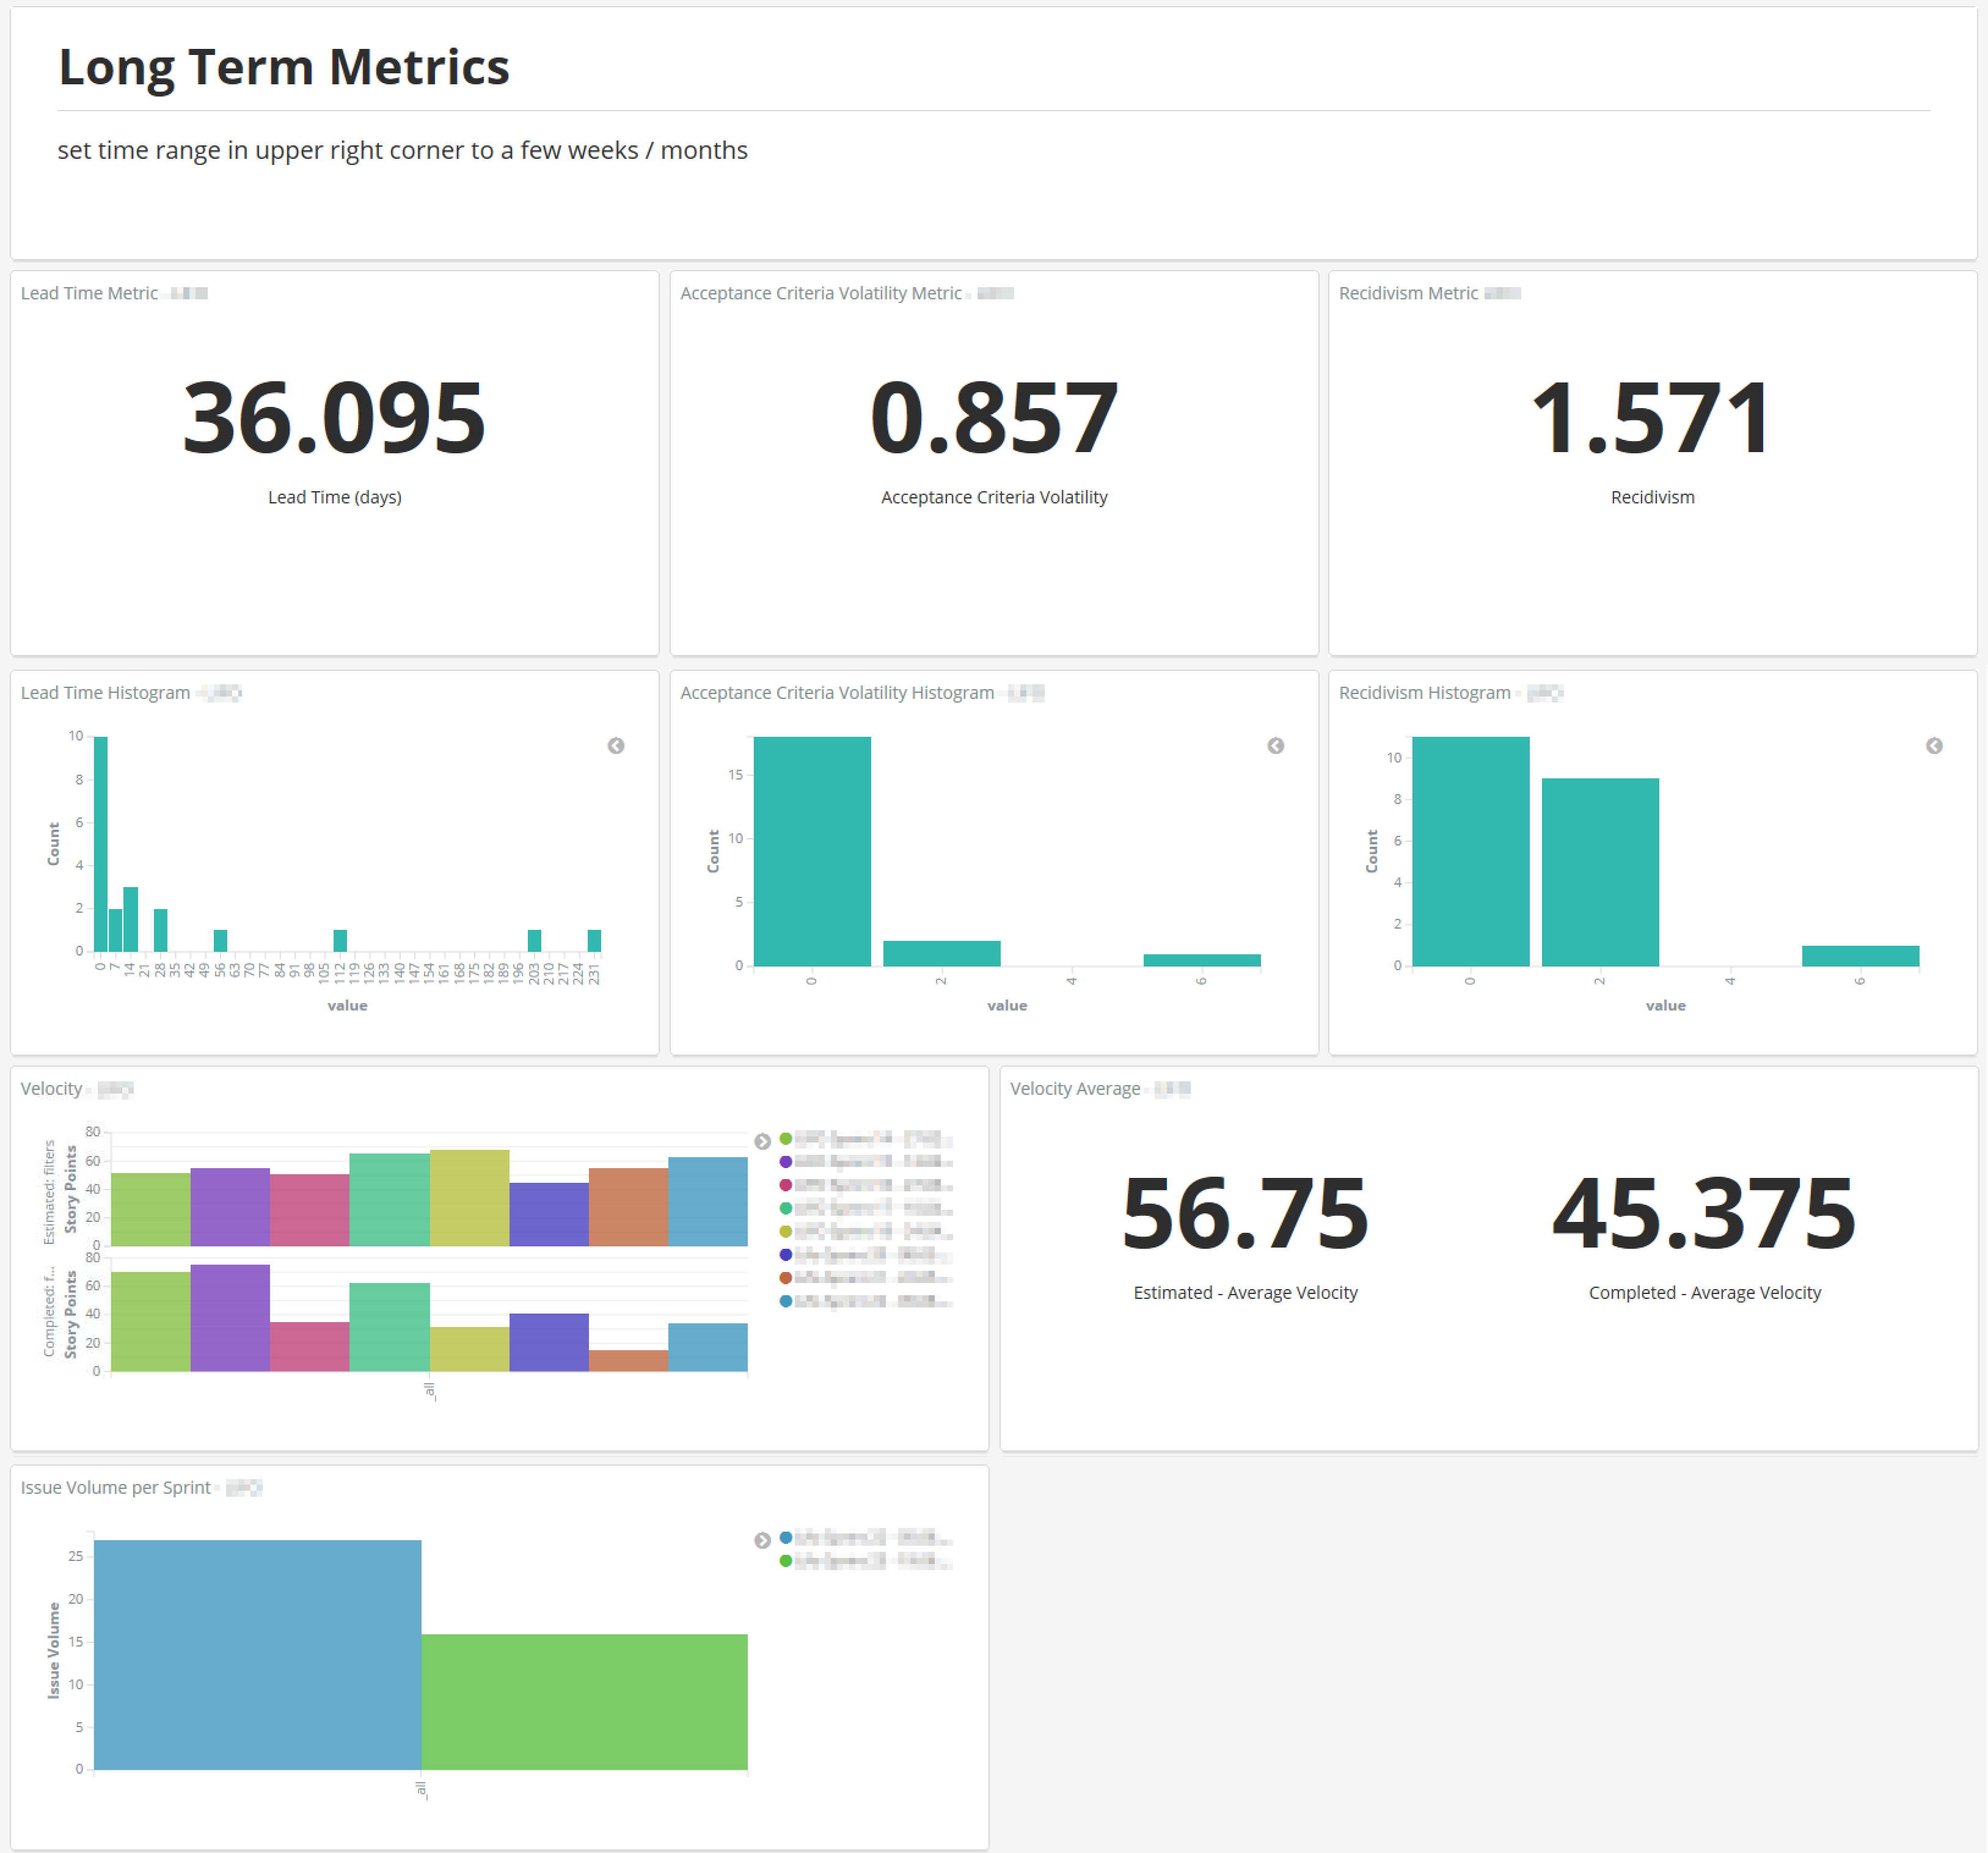 Long Term Metrics
set time range in upper right corner to a few weeks / months
Lead Time Metric
36.095
Lead Time (days)
Acceptance Criteria Volatility Metric
0.857
Acceptance Criteria Volatility
Recidivism Metric
1.571
Recidivism
Lead Time Histogram
Count
10
8
6
4
2
0
0 7 14 21 28 35 42 49 56 63 70 77 84 91 98 105 112 119 126 133 140 147 154 161 168 175 182 189 196 203 210 217 224 231
value
Acceptance Criteria Volatility Histogram
Count
15
10
5
0
0 2 4 6
value
Recidivism Histogram
Count
10
8
6
4
2
0
0 2 4 6
value
Velocity
Estimated: filters
Story Points
80
60
40
20
0
Completed: f...
Story Points
80
60
40
20
0
_all
Velocity Average
56.75
Estimated - Average Velocity
45.375
Completed - Average Velocity
Issue Volume per Sprint
Issue Volume
25
20
15
10
5
0
_all